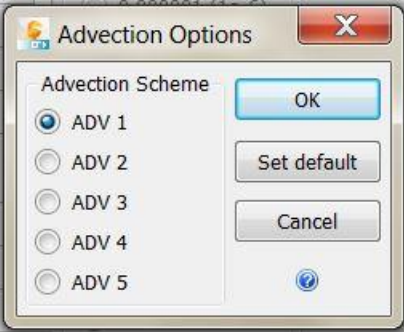 Advection Options
Advection Scheme
ADV 1
ADV 2
ADV 3
ADV 4
ADV 5
OK
Set default
Cancel